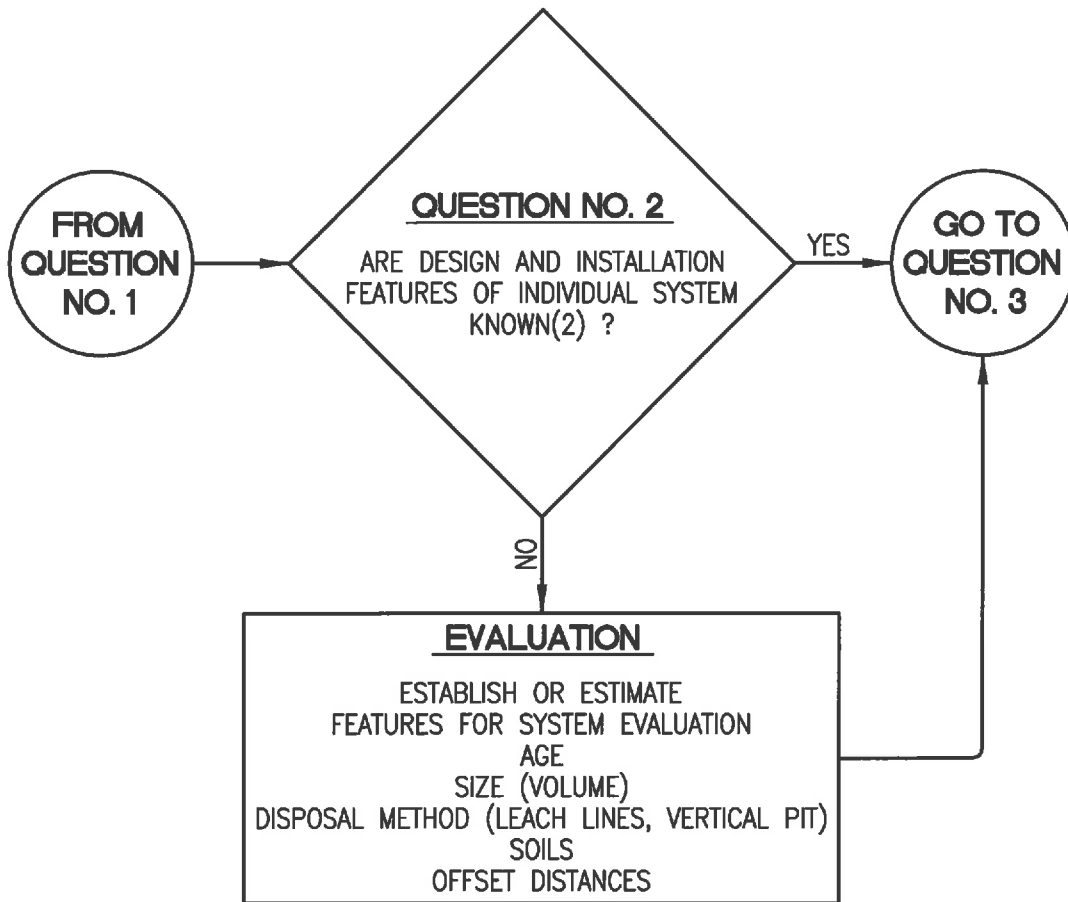 FROM
QUESTION
NO. 1
QUESTION NO. 2
ARE DESIGN AND INSTALLATION
FEATURES OF INDIVIDUAL SYSTEM
KNOWN(2) ?
YES
GO TO
QUESTION
NO. 3
NO
EVALUATION
ESTABLISH OR ESTIMATE
FEATURES FOR SYSTEM EVALUATION
AGE
SIZE (VOLUME)
DISPOSAL METHOD (LEACH LINES, VERTICAL PIT)
SOILS
OFFSET DISTANCES